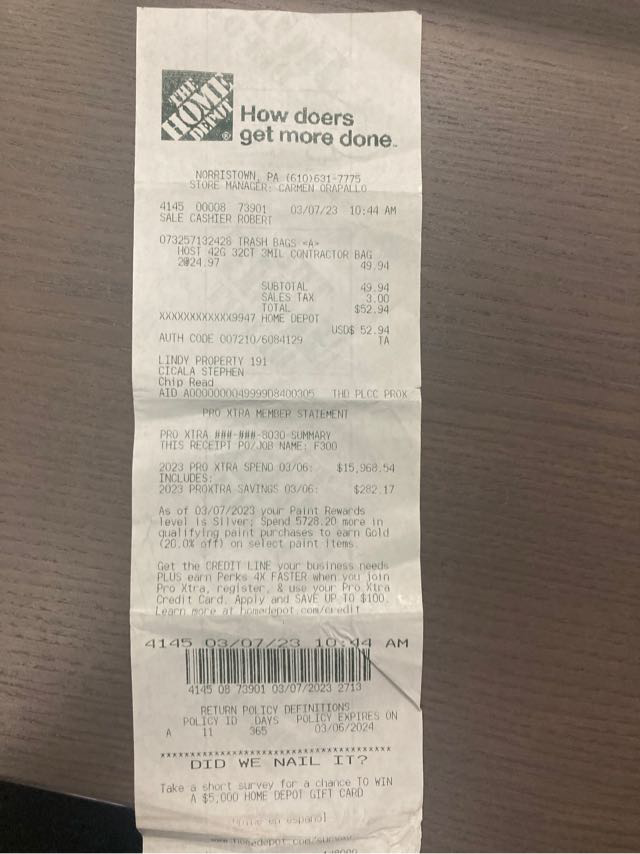 THE
HOME
DEPOT
®
How doers
get more done™
NORRISTOWN, PA (610)631-7775
STORE MANAGER: CARMEN ORAPALLO
4145 00008 73901 03/07/23 10:44 AM
SALE CASHIER ROBERT
073257132428 TRASH BAGS <A>
HOST 42G 32CT 3MIL CONTRACTOR BAG
2@24.97 49.94
SUBTOTAL 49.94
SALES TAX 3.00
TOTAL $52.94
XXXXXXXXXXXX9947 HOME DEPOT
USD$ 52.94
AUTH CODE 007210/6084129 TA
LINDY PROPERTY 191
CICALA STEPHEN
Chip Read
AID A0000000049999D8400305 THD PLCC PROX
PRO XTRA MEMBER STATEMENT
PRO XTRA ###-###-8030 SUMMARY
THIS RECEIPT PO/JOB NAME: F300
2023 PRO XTRA SPEND 03/06: $15,968.54
INCLUDES:
2023 PROXTRA SAVINGS 03/06: $282.17
As of 03/07/2023 your Paint Rewards
level is Silver; Spend 5728.20 more in
qualifying paint purchases to earn Gold
(20.0% off) on select paint items.
Get the CREDIT LINE your business needs
PLUS earn Perks 4X FASTER when you join
Pro Xtra, register, & use your Pro Xtra
Credit Card. Apply and SAVE UP TO $100.
Learn more at homedepot.com/credit
4145 03/07/23 10:44 AM
4145 08 73901 03/07/2023 2713
RETURN POLICY DEFINITIONS
POLICY ID DAYS POLICY EXPIRES ON
A 11 365 03/06/2024
****************************************
DID WE NAIL IT?
Take a short survey for a chance TO WIN
A $5,000 HOME DEPOT GIFT CARD
en español
www.homedepot.com/survey